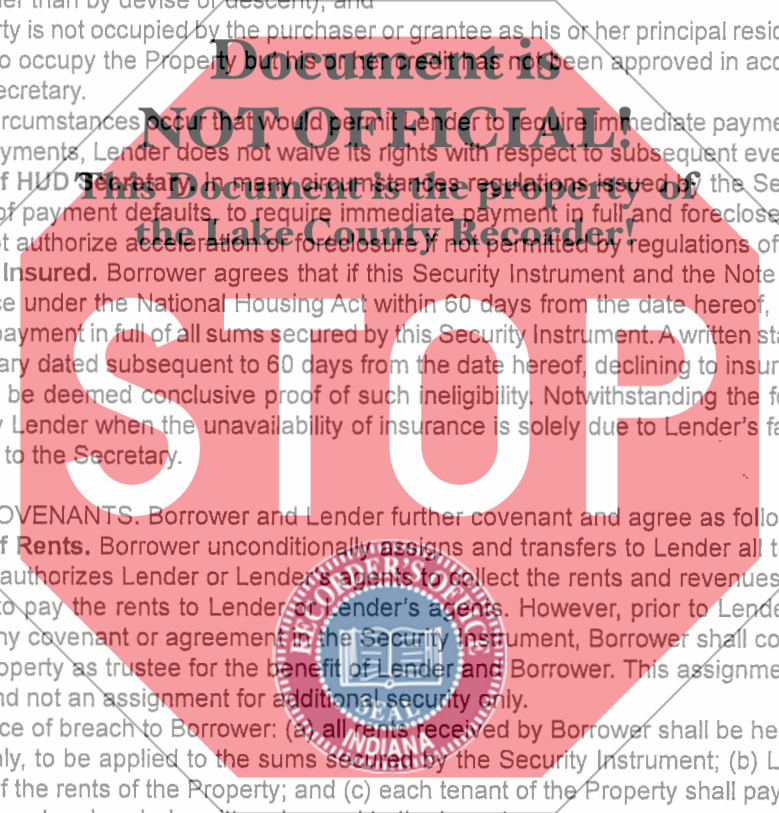 er than by devise or descent), and
ty is not occupied by the purchaser or grantee as his or her principal resid
o occupy the Property but his or her credit has not been approved in acc
ecretary.
rcumstances occur that would permit Lender to require immediate payme
yments, Lender does not waive its rights with respect to subsequent eve
f HUD Secretary. In many circumstances regulations issued by the Se
of payment defaults, to require immediate payment in full and foreclose
t authorize acceleration or foreclosure if not permitted by regulations of
Insured. Borrower agrees that if this Security Instrument and the Note
e under the National Housing Act within 60 days from the date hereof,
payment in full of all sums secured by this Security Instrument. A written sta
ary dated subsequent to 60 days from the date hereof, declining to insur
be deemed conclusive proof of such ineligibility. Notwithstanding the f
y Lender when the unavailability of insurance is solely due to Lender's fa
to the Secretary.
OVENANTS. Borrower and Lender further covenant and agree as follo
f Rents. Borrower unconditionally assigns and transfers to Lender all t
authorizes Lender or Lender's agents to collect the rents and revenues
to pay the rents to Lender or Lender's agents. However, prior to Lende
ny covenant or agreement in the Security Instrument, Borrower shall co
operty as trustee for the benefit of Lender and Borrower. This assignme
nd not an assignment for additional security only.
ce of breach to Borrower: (a) all rents received by Borrower shall be he
nly, to be applied to the sums secured by the Security Instrument; (b) L
f the rents of the Property; and (c) each tenant of the Property shall pay
Document is
NOT OFFICIAL!
This Document is the property of
the Lake County Recorder!
STOP
RECORDER'S OFFICE
SEAL
INDIANA